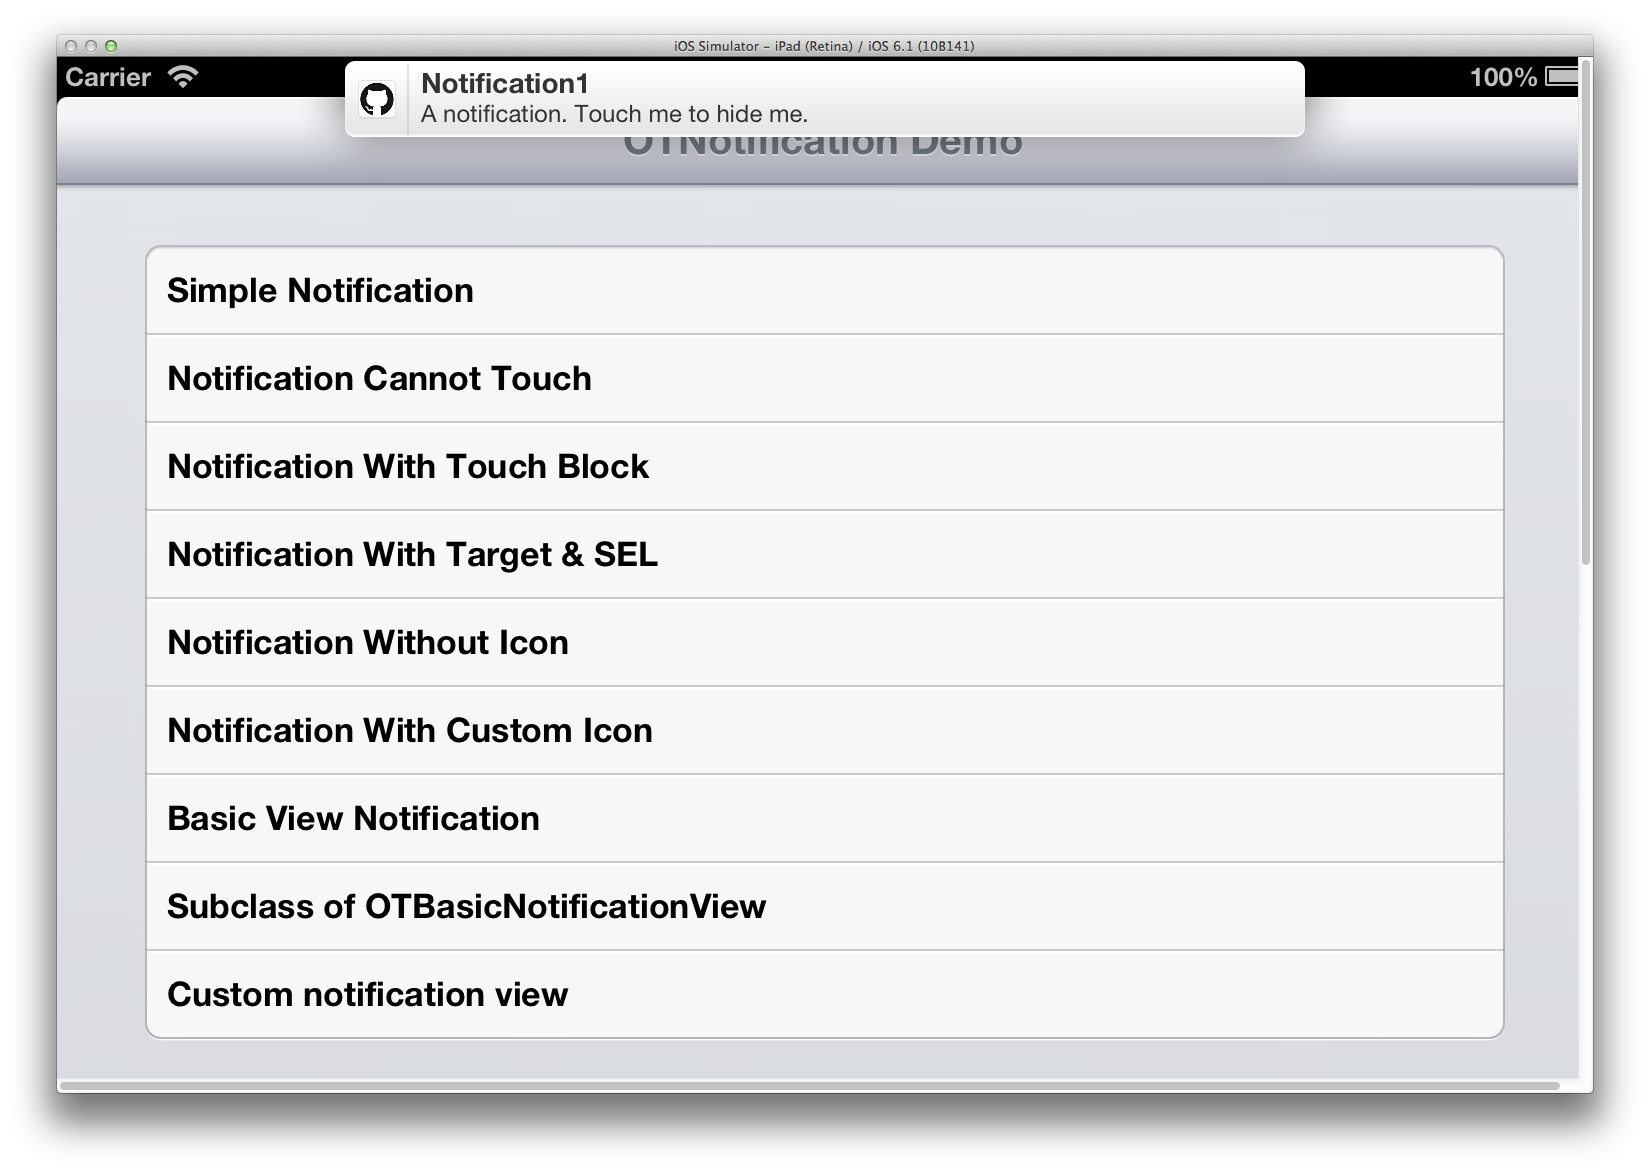 iOS Simulator – iPad (Retina) / iOS 6.1 (10B141)
Carrier
100%
Notification1
A notification. Touch me to hide me.
OTNotification Demo
Simple Notification
Notification Cannot Touch
Notification With Touch Block
Notification With Target & SEL
Notification Without Icon
Notification With Custom Icon
Basic View Notification
Subclass of OTBasicNotificationView
Custom notification view